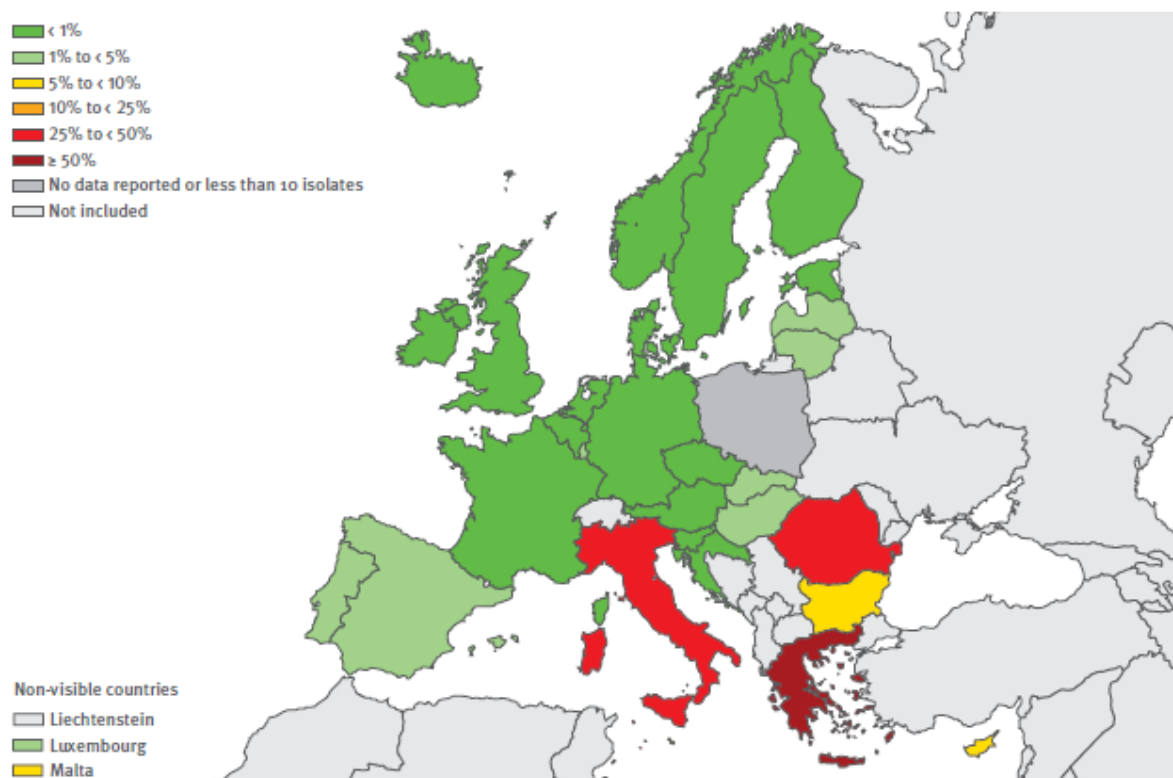 < 1%
1% to < 5%
5% to < 10%
10% to < 25%
25% to < 50%
≥ 50%
No data reported or less than 10 isolates
Not included
Non-visible countries
Liechtenstein
Luxembourg
Malta